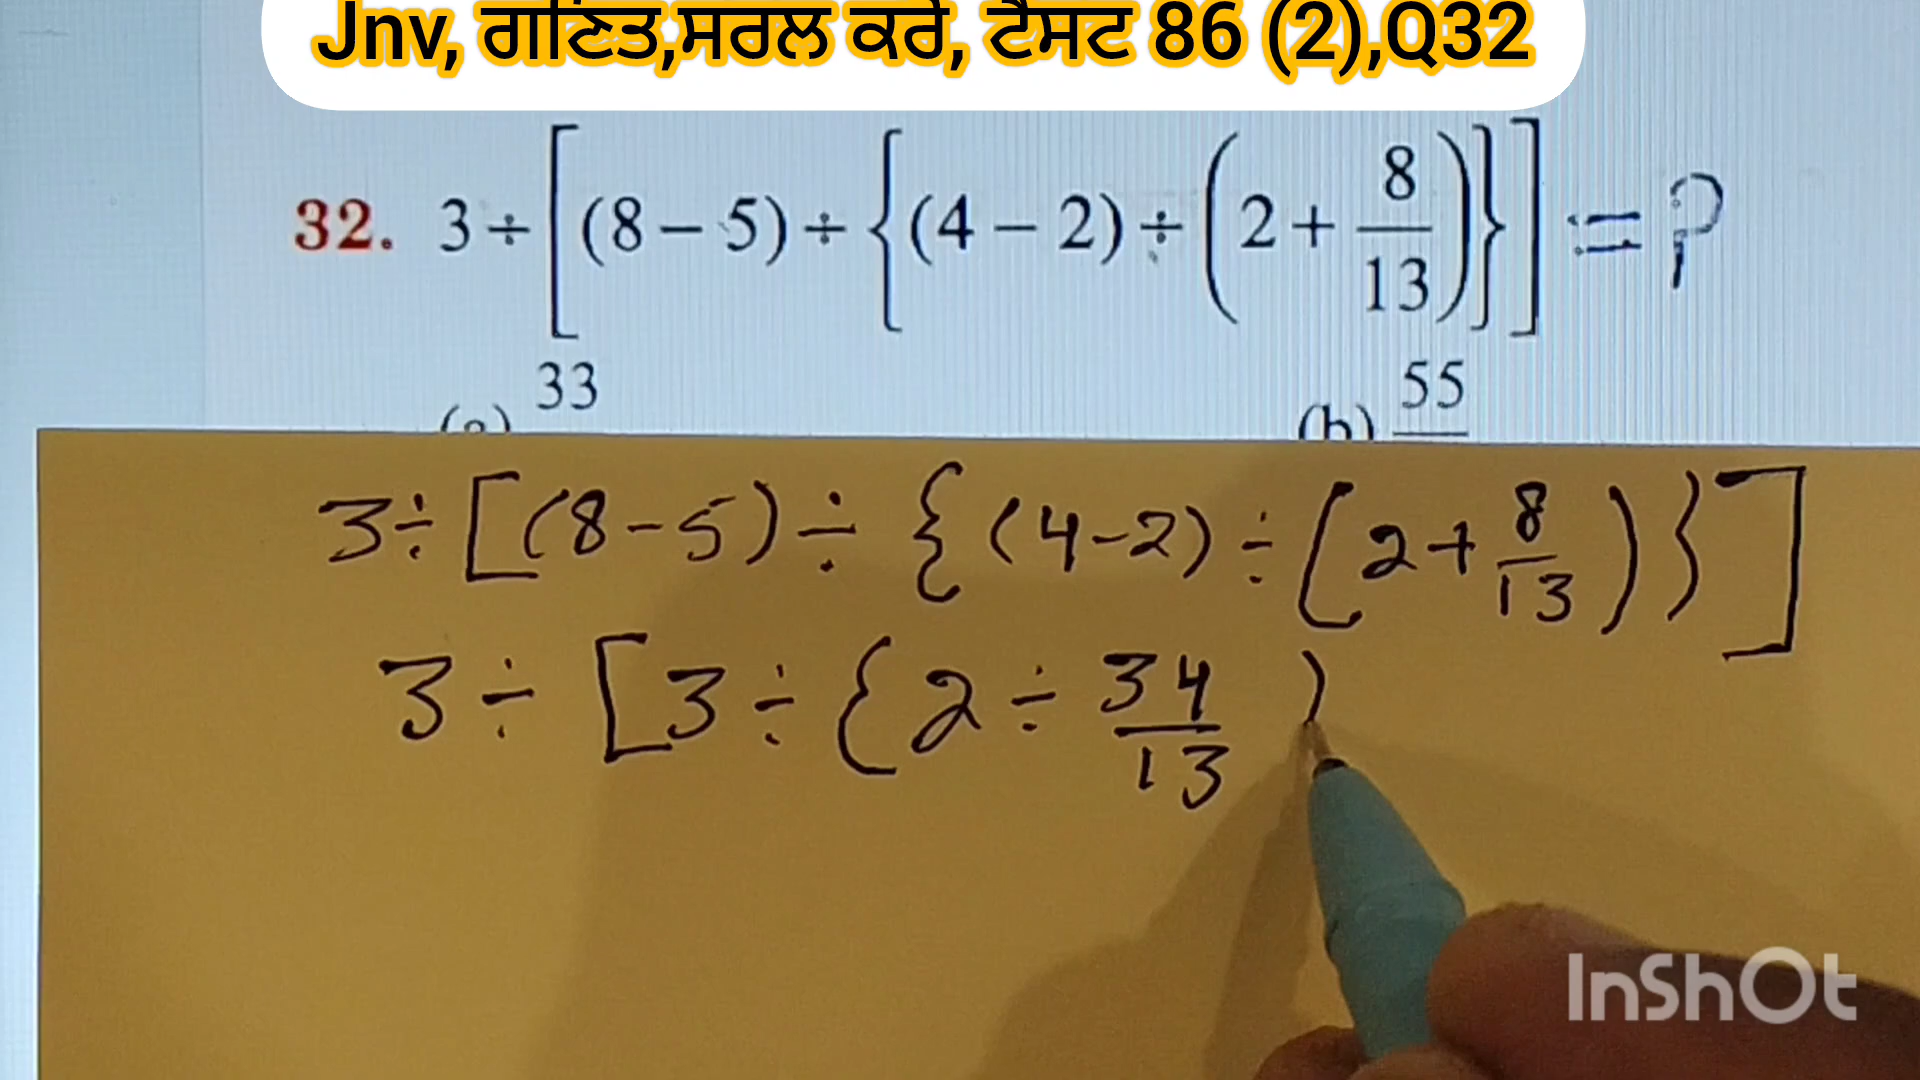 Jnv, ਗਣਿਤ,ਸਰਲ ਕਰੋ, ਟੈਸਟ 86 (2),Q32
32. 3 ÷ [(8 − 5) ÷ {(4 − 2) ÷ (2 + 8/13)}] = ?
(a) 33 (b) 55
3 ÷ [(8-5) ÷ {(4-2) ÷ (2+8/13)}]
3 ÷ [3 ÷ {2 ÷ 34/13 )
InShOt